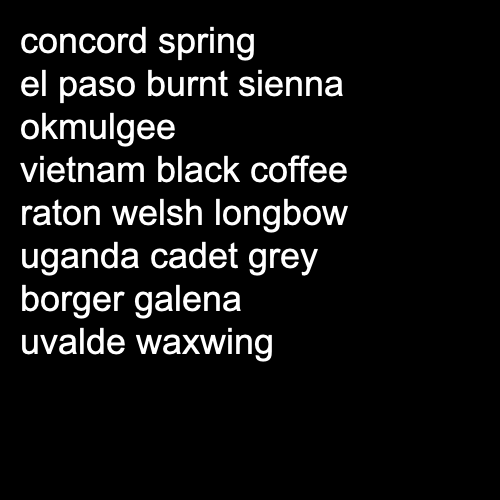 concord spring
el paso burnt sienna
okmulgee
vietnam black coffee
raton welsh longbow
uganda cadet grey
borger galena
uvalde waxwing